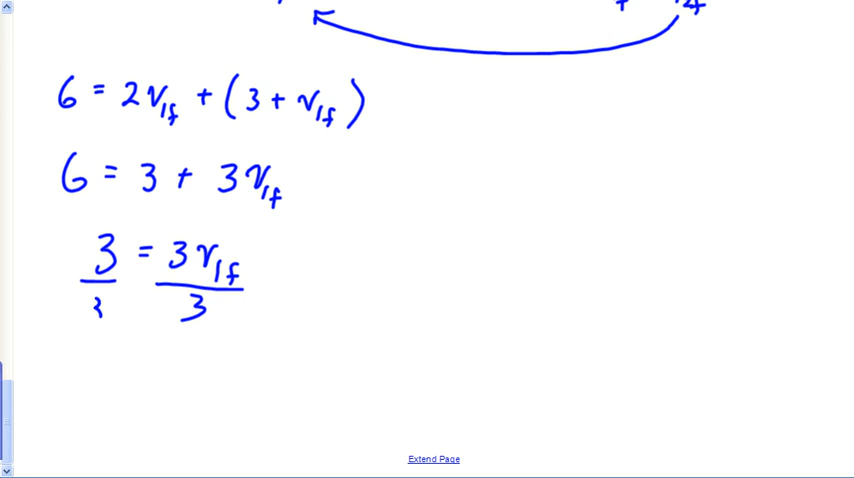 6 = 2v1f + (3 + v1f)
6 = 3 + 3v1f
3 = 3v1f
3 3
Extend Page